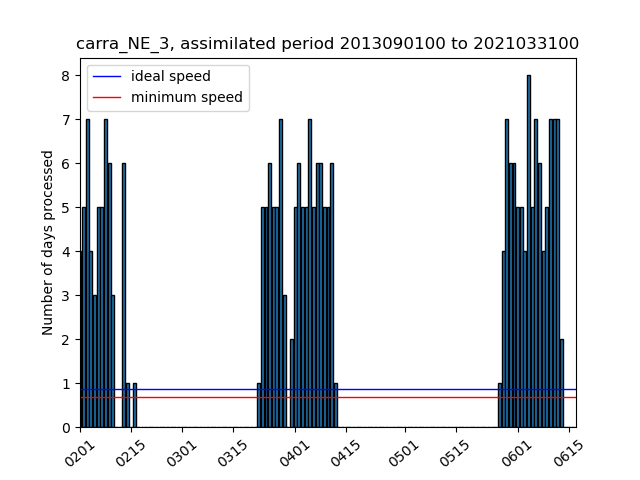 carra_NE_3, assimilated period 2013090100 to 2021033100
ideal speed
minimum speed
Number of days processed
8
7
6
5
4
3
2
1
0
0201 0215 0301 0315 0401 0415 0501 0515 0601 0615